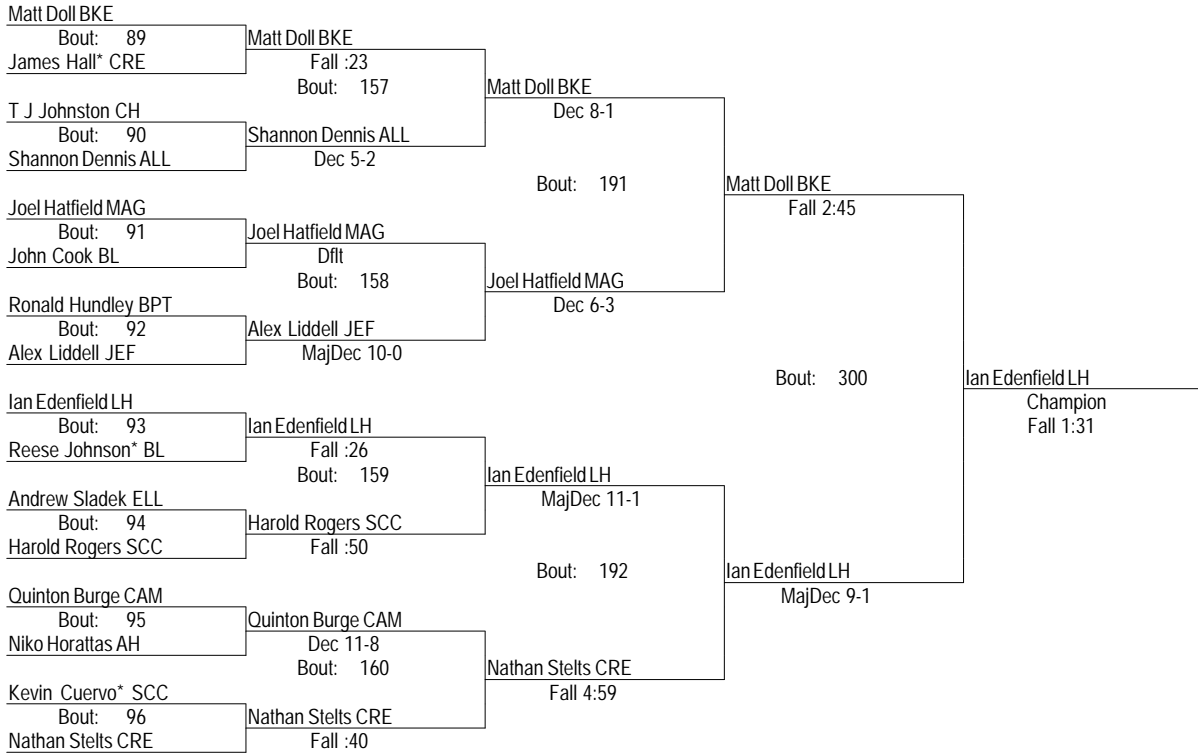 Matt Doll BKE
Bout: 89
James Hall* CRE
T J Johnston CH
Bout: 90
Shannon Dennis ALL
Joel Hatfield MAG
Bout: 91
John Cook BL
Ronald Hundley BPT
Bout: 92
Alex Liddell JEF
Ian Edenfield LH
Bout: 93
Reese Johnson* BL
Andrew Sladek ELL
Bout: 94
Harold Rogers SCC
Quinton Burge CAM
Bout: 95
Niko Horattas AH
Kevin Cuervo* SCC
Bout: 96
Nathan Stelts CRE
Matt Doll BKE
Fall :23
Bout: 157
Shannon Dennis ALL
Dec 5-2
Joel Hatfield MAG
Dflt
Bout: 158
Alex Liddell JEF
MajDec 10-0
Ian Edenfield LH
Fall :26
Bout: 159
Harold Rogers SCC
Fall :50
Quinton Burge CAM
Dec 11-8
Bout: 160
Nathan Stelts CRE
Fall :40
Matt Doll BKE
Dec 8-1
Bout: 191
Joel Hatfield MAG
Dec 6-3
Ian Edenfield LH
MajDec 11-1
Bout: 192
Nathan Stelts CRE
Fall 4:59
Matt Doll BKE
Fall 2:45
Bout: 300
Ian Edenfield LH
MajDec 9-1
Ian Edenfield LH
Champion
Fall 1:31